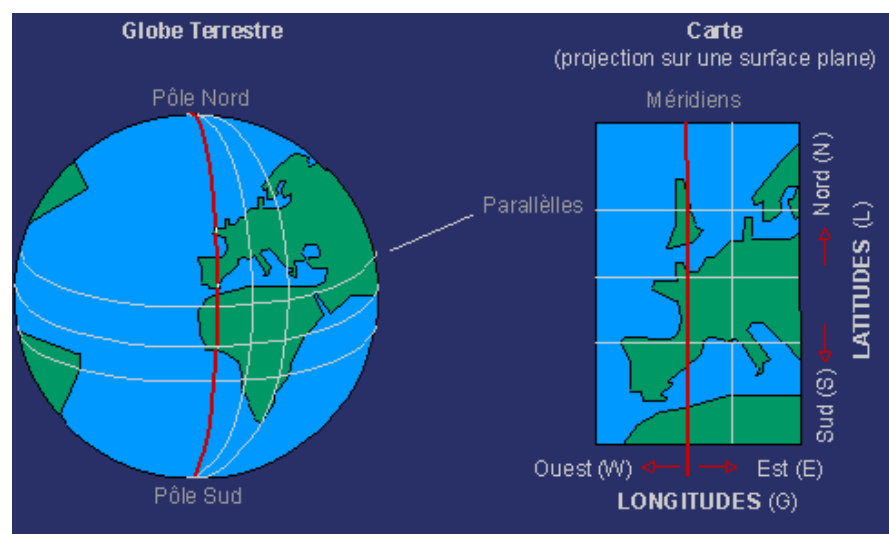 Globe Terrestre
Carte
(projection sur une surface plane)
Pôle Nord
Méridiens
Parallèlles
Nord (N)
LATITUDES (L)
Sud (S)
Ouest (W)
Est (E)
LONGITUDES (G)
Pôle Sud